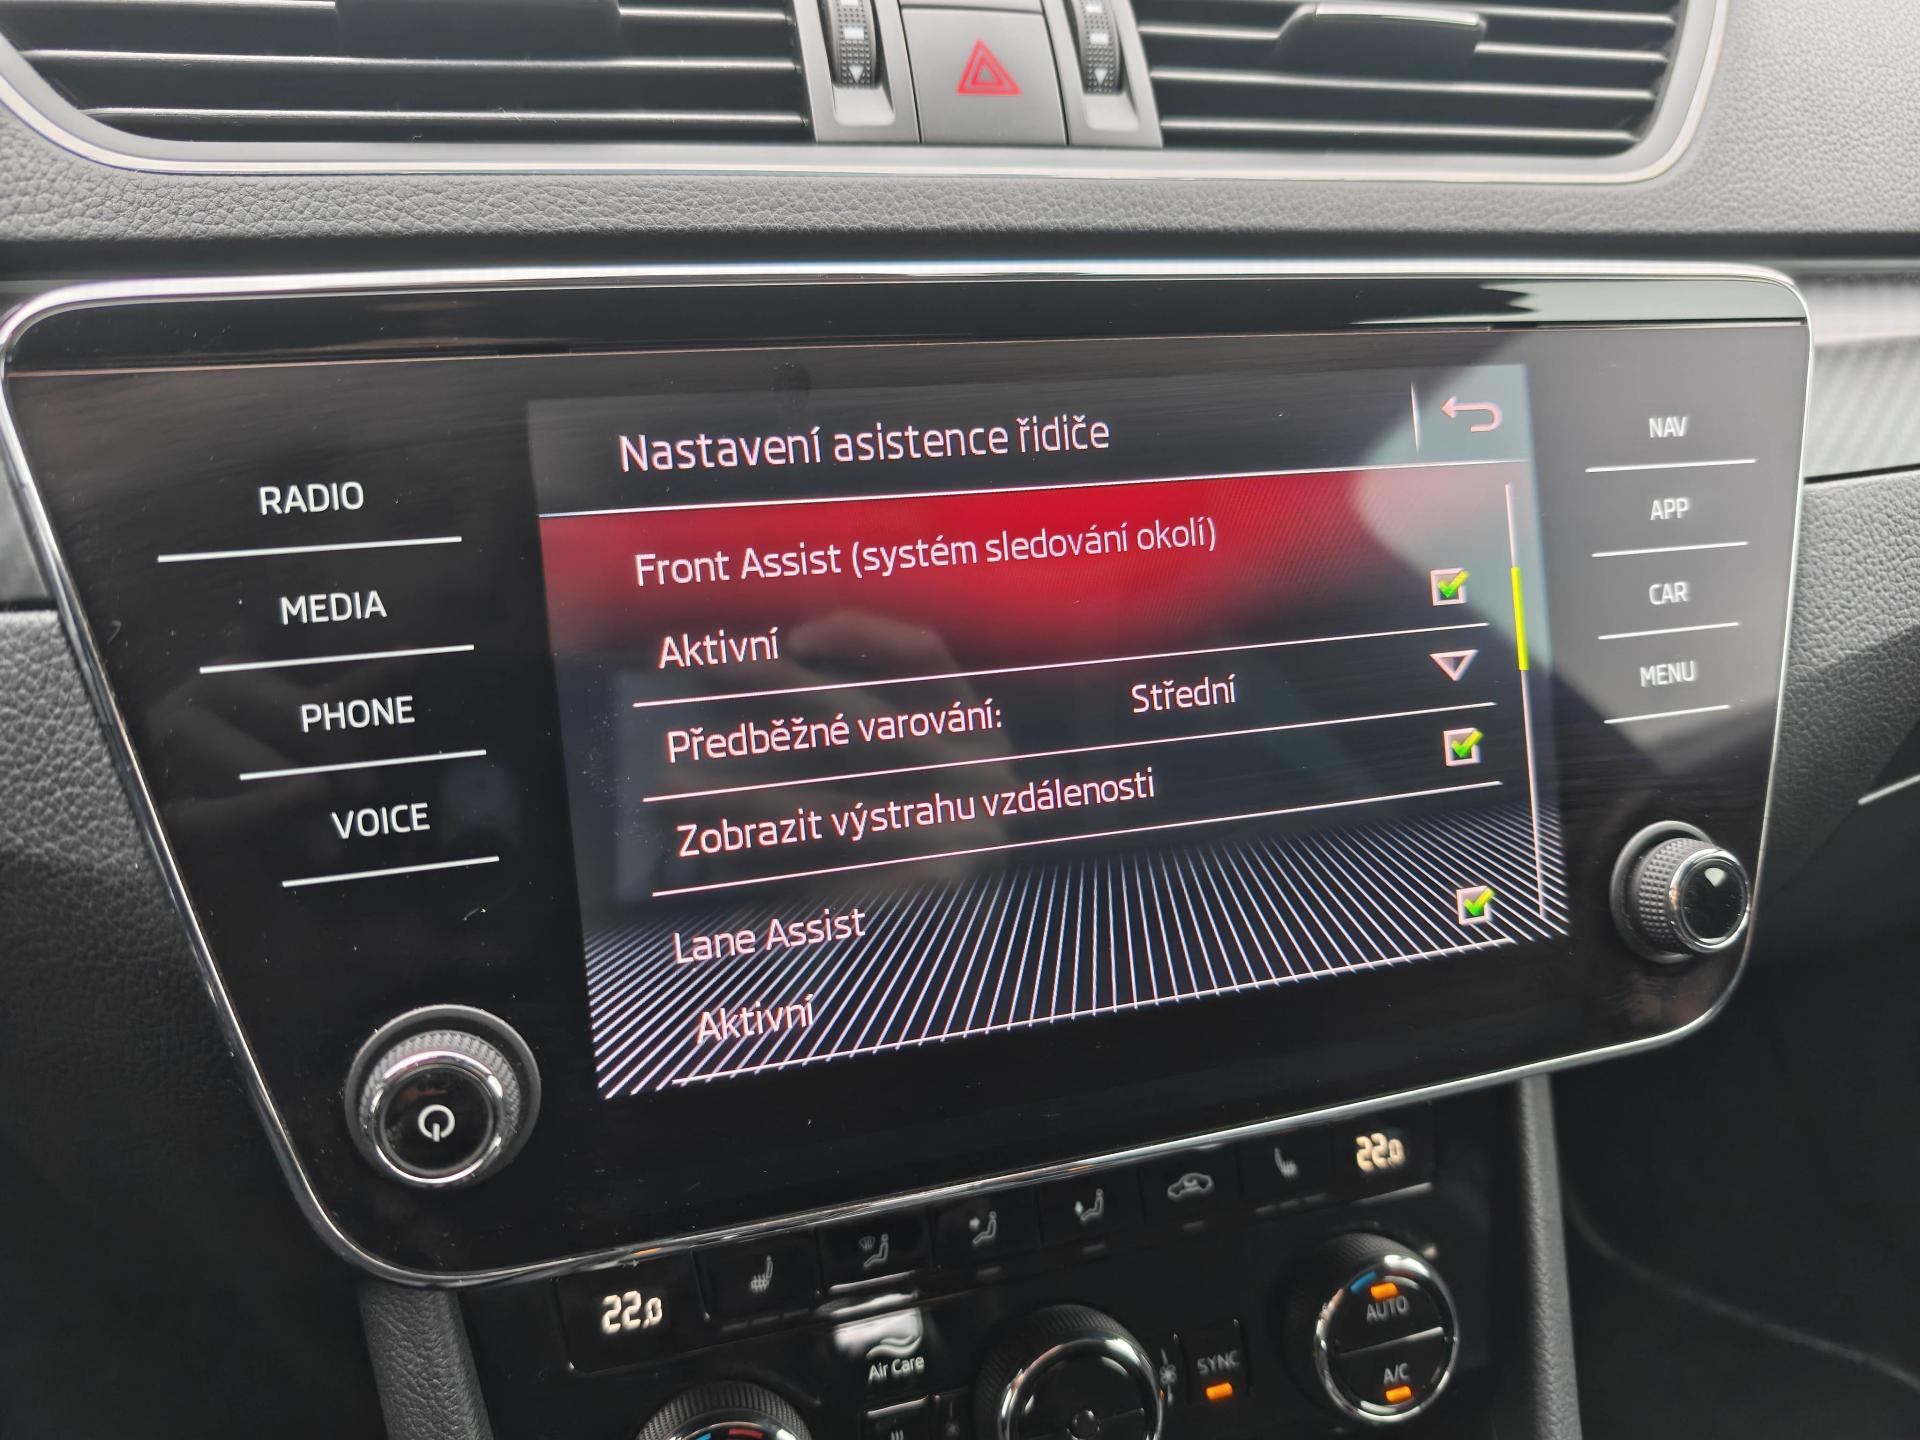 RADIO
MEDIA
PHONE
VOICE
Nastavení asistence řidiče
Front Assist (systém sledování okolí)
Aktivní
Předběžné varování: Střední
Zobrazit výstrahu vzdálenosti
Lane Assist
Aktivní
NAV
APP
CAR
MENU
22.0
22.0
Air Care
SYNC
AUTO
A/C